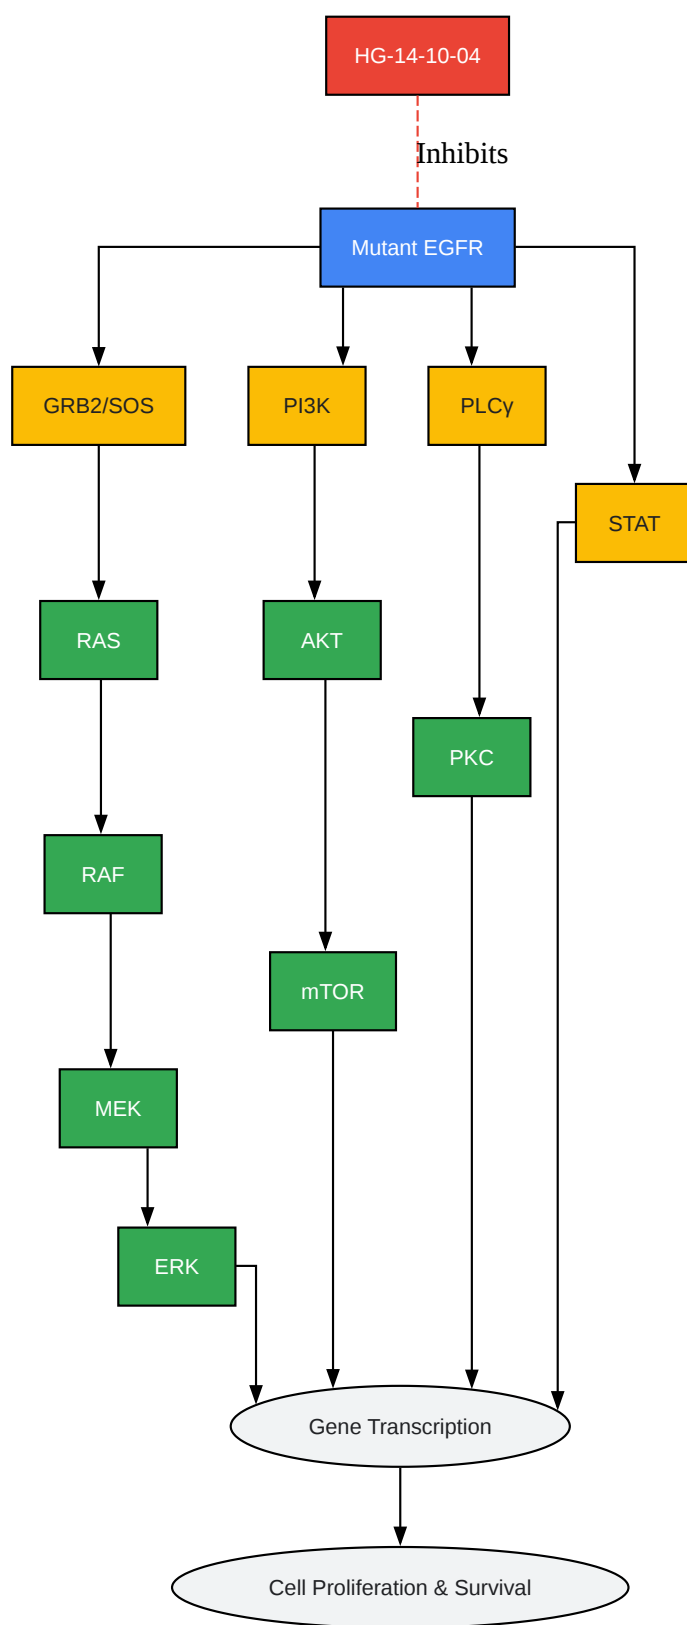 HG-14-10-04
Inhibits
Mutant EGFR
GRB2/SOS
PI3K
PLCγ
STAT
RAS
AKT
PKC
RAF
mTOR
MEK
ERK
Gene Transcription
Cell Proliferation & Survival